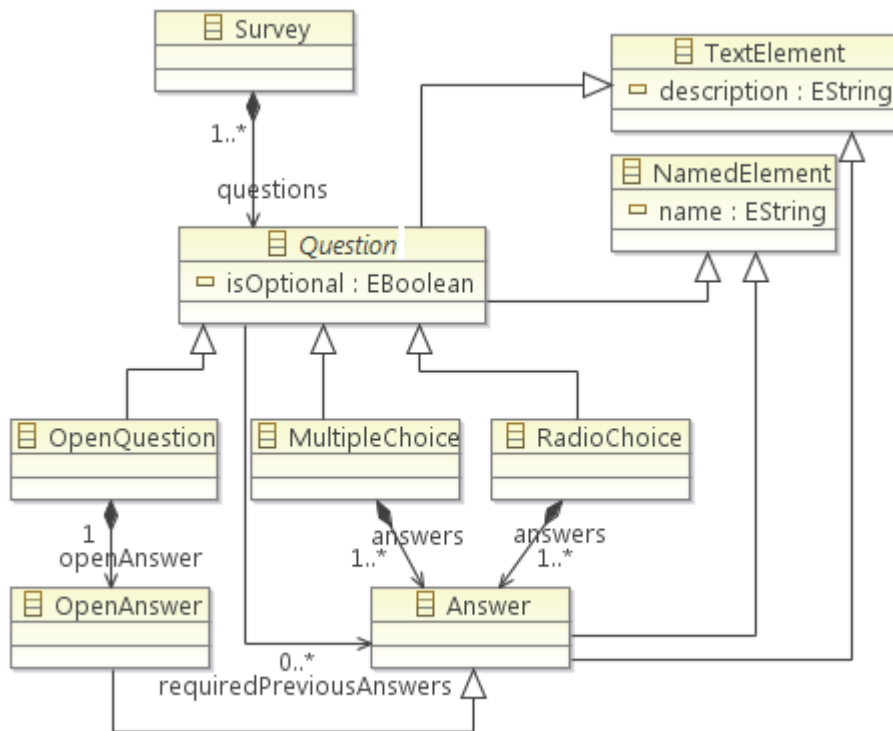 Survey
TextElement
description : EString
1..*
questions
NamedElement
name : EString
Question
isOptional : EBoolean
OpenQuestion
MultipleChoice
RadioChoice
1
openAnswer
answers
1..*
answers
1..*
OpenAnswer
Answer
0..*
requiredPreviousAnswers